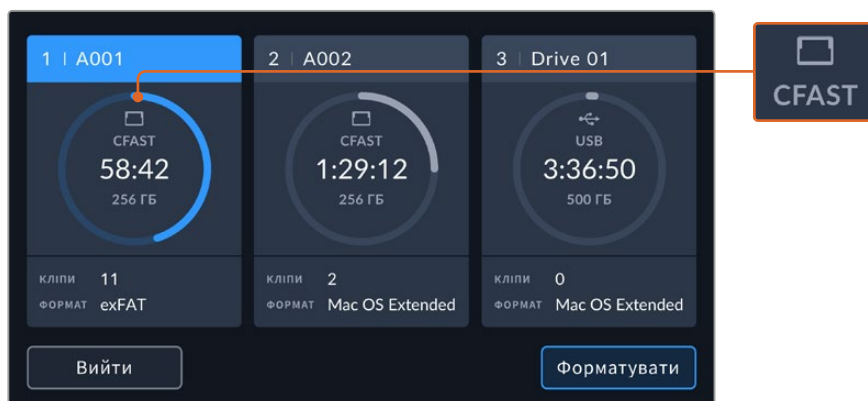 1 | A001
CFAST
58:42
256 ГБ
КЛІПИ 11
ФОРМАТ exFAT
2 | A002
CFAST
1:29:12
256 ГБ
КЛІПИ 2
ФОРМАТ Mac OS Extended
3 | Drive 01
USB
3:36:50
500 ГБ
КЛІПИ 0
ФОРМАТ Mac OS Extended
CFAST
Вийти
Форматувати